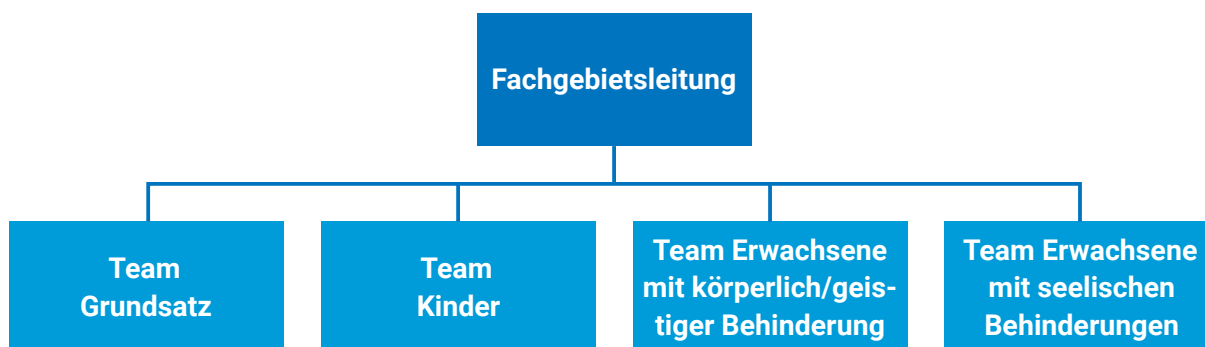 Fachgebietsleitung
Team
Grundsatz
Team
Kinder
Team Erwachsene
mit körperlich/geis-
tiger Behinderung
Team Erwachsene
mit seelischen
Behinderungen